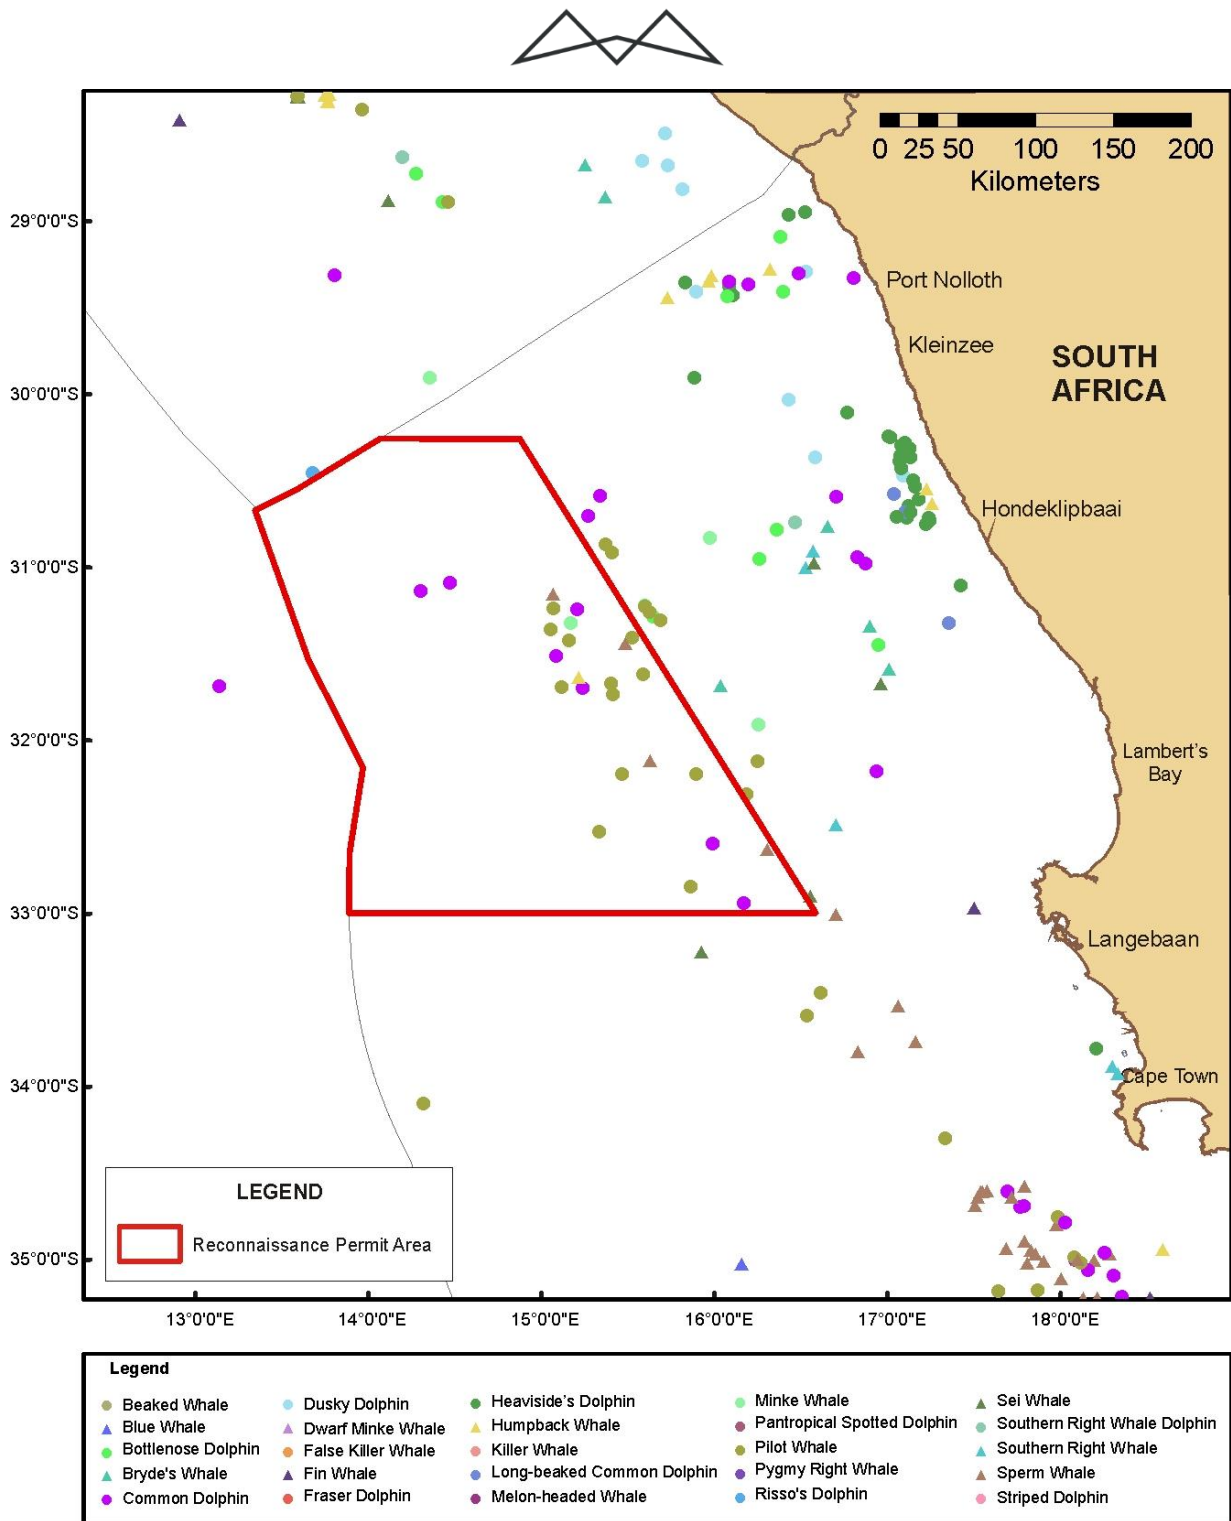 0 25 50 100 150 200
Kilometers
29°0'0"S
Port Nolloth
Kleinzee
SOUTH
AFRICA
30°0'0"S
Hondeklipbaai
31°0'0"S
32°0'0"S
Lambert's
Bay
33°0'0"S
Langebaan
34°0'0"S
Cape Town
LEGEND
Reconnaissance Permit Area
35°0'0"S
13°0'0"E 14°0'0"E 15°0'0"E 16°0'0"E 17°0'0"E 18°0'0"E
Legend
Beaked Whale
Blue Whale
Bottlenose Dolphin
Bryde's Whale
Common Dolphin
Dusky Dolphin
Dwarf Minke Whale
False Killer Whale
Fin Whale
Fraser Dolphin
Heaviside's Dolphin
Humpback Whale
Killer Whale
Long-beaked Common Dolphin
Melon-headed Whale
Minke Whale
Pantropical Spotted Dolphin
Pilot Whale
Pygmy Right Whale
Risso's Dolphin
Sei Whale
Southern Right Whale Dolphin
Southern Right Whale
Sperm Whale
Striped Dolphin